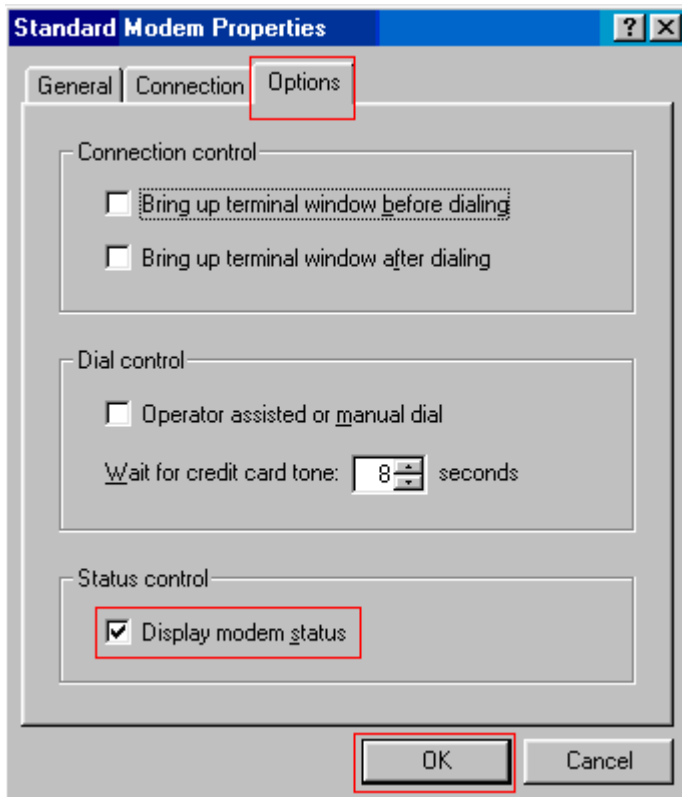 Standard Modem Properties
General Connection Options
Connection control
Bring up terminal window before dialing
Bring up terminal window after dialing
Dial control
Operator assisted or manual dial
Wait for credit card tone: 8 seconds
Status control
Display modem status
OK Cancel